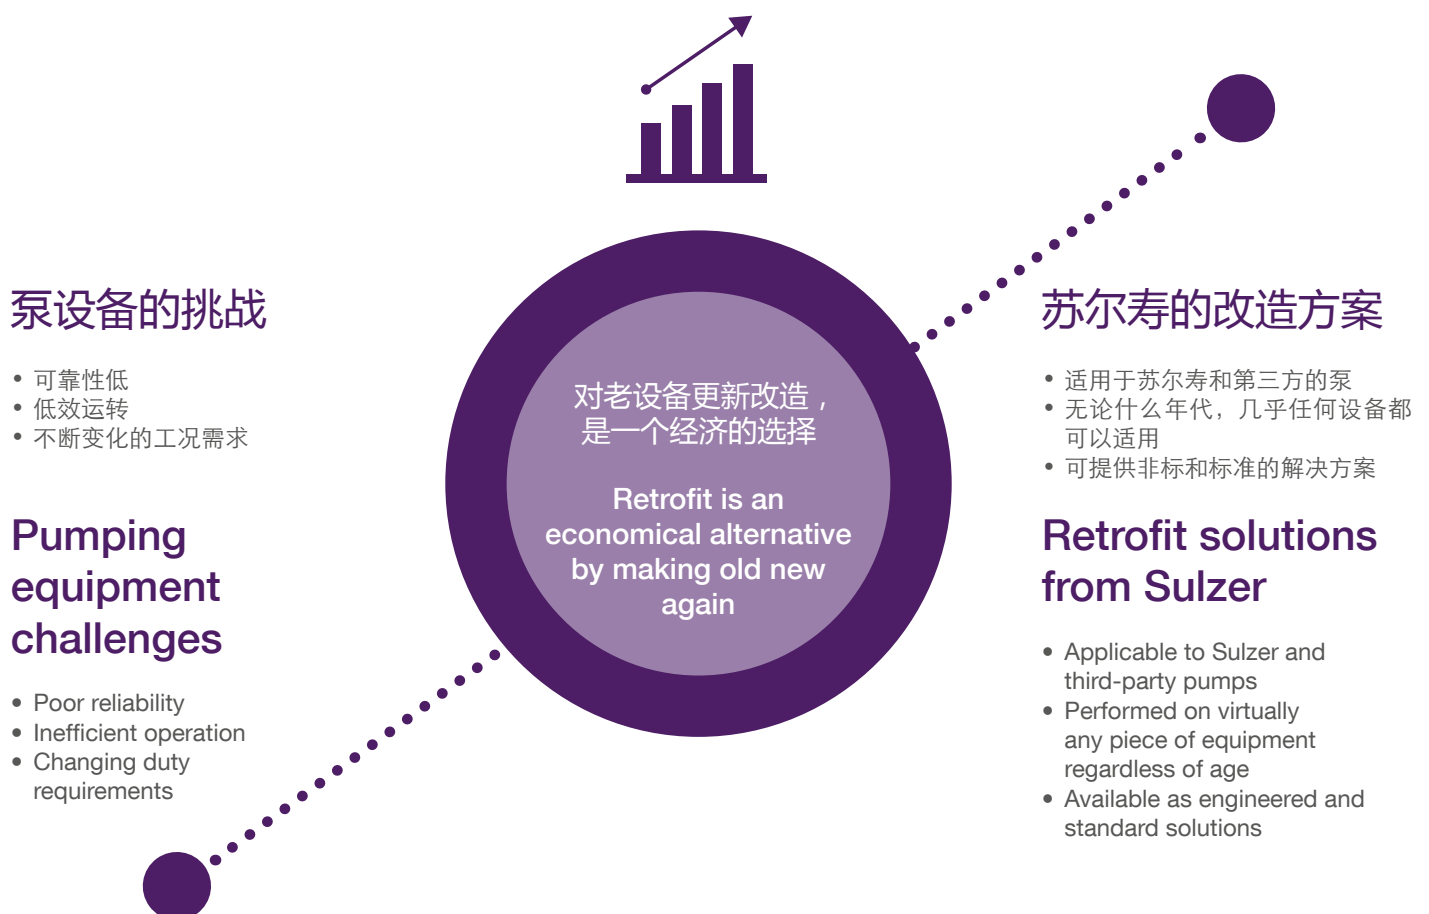 泵设备的挑战
• 可靠性低
• 低效运转
• 不断变化的工况需求
Pumping
equipment
challenges
• Poor reliability
• Inefficient operation
• Changing duty
requirements
对老设备更新改造，
是一个经济的选择
Retrofit is an
economical alternative
by making old new
again
苏尔寿的改造方案
• 适用于苏尔寿和第三方的泵
• 无论什么年代，几乎任何设备都
可以适用
• 可提供非标和标准的解决方案
Retrofit solutions
from Sulzer
• Applicable to Sulzer and
third-party pumps
• Performed on virtually
any piece of equipment
regardless of age
• Available as engineered and
standard solutions